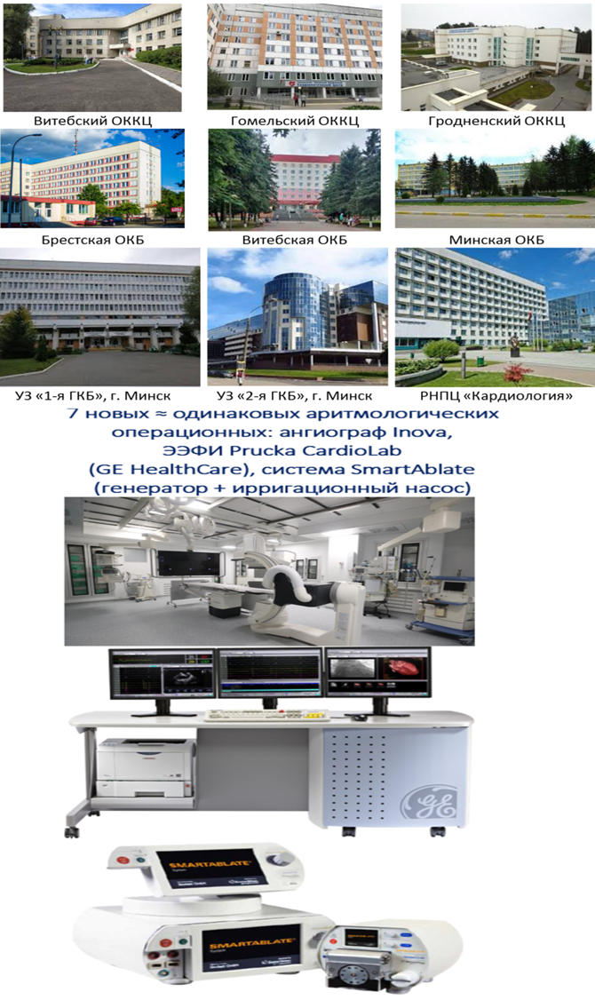 Витебский ОККЦ
Гомельский ОККЦ
Гродненский ОККЦ
Брестская ОКБ
Витебская ОКБ
Минская ОКБ
УЗ «1-я ГКБ», г. Минск
УЗ «2-я ГКБ», г. Минск
РНПЦ «Кардиология»
7 новых ≈ одинаковых аритмологических
операционных: ангиограф Inova,
ЭЭФИ Prucka CardioLab
(GE HealthCare), система SmartAblate
(генератор + ирригационный насос)
GE
SMARTABLATE
SMARTABLATE